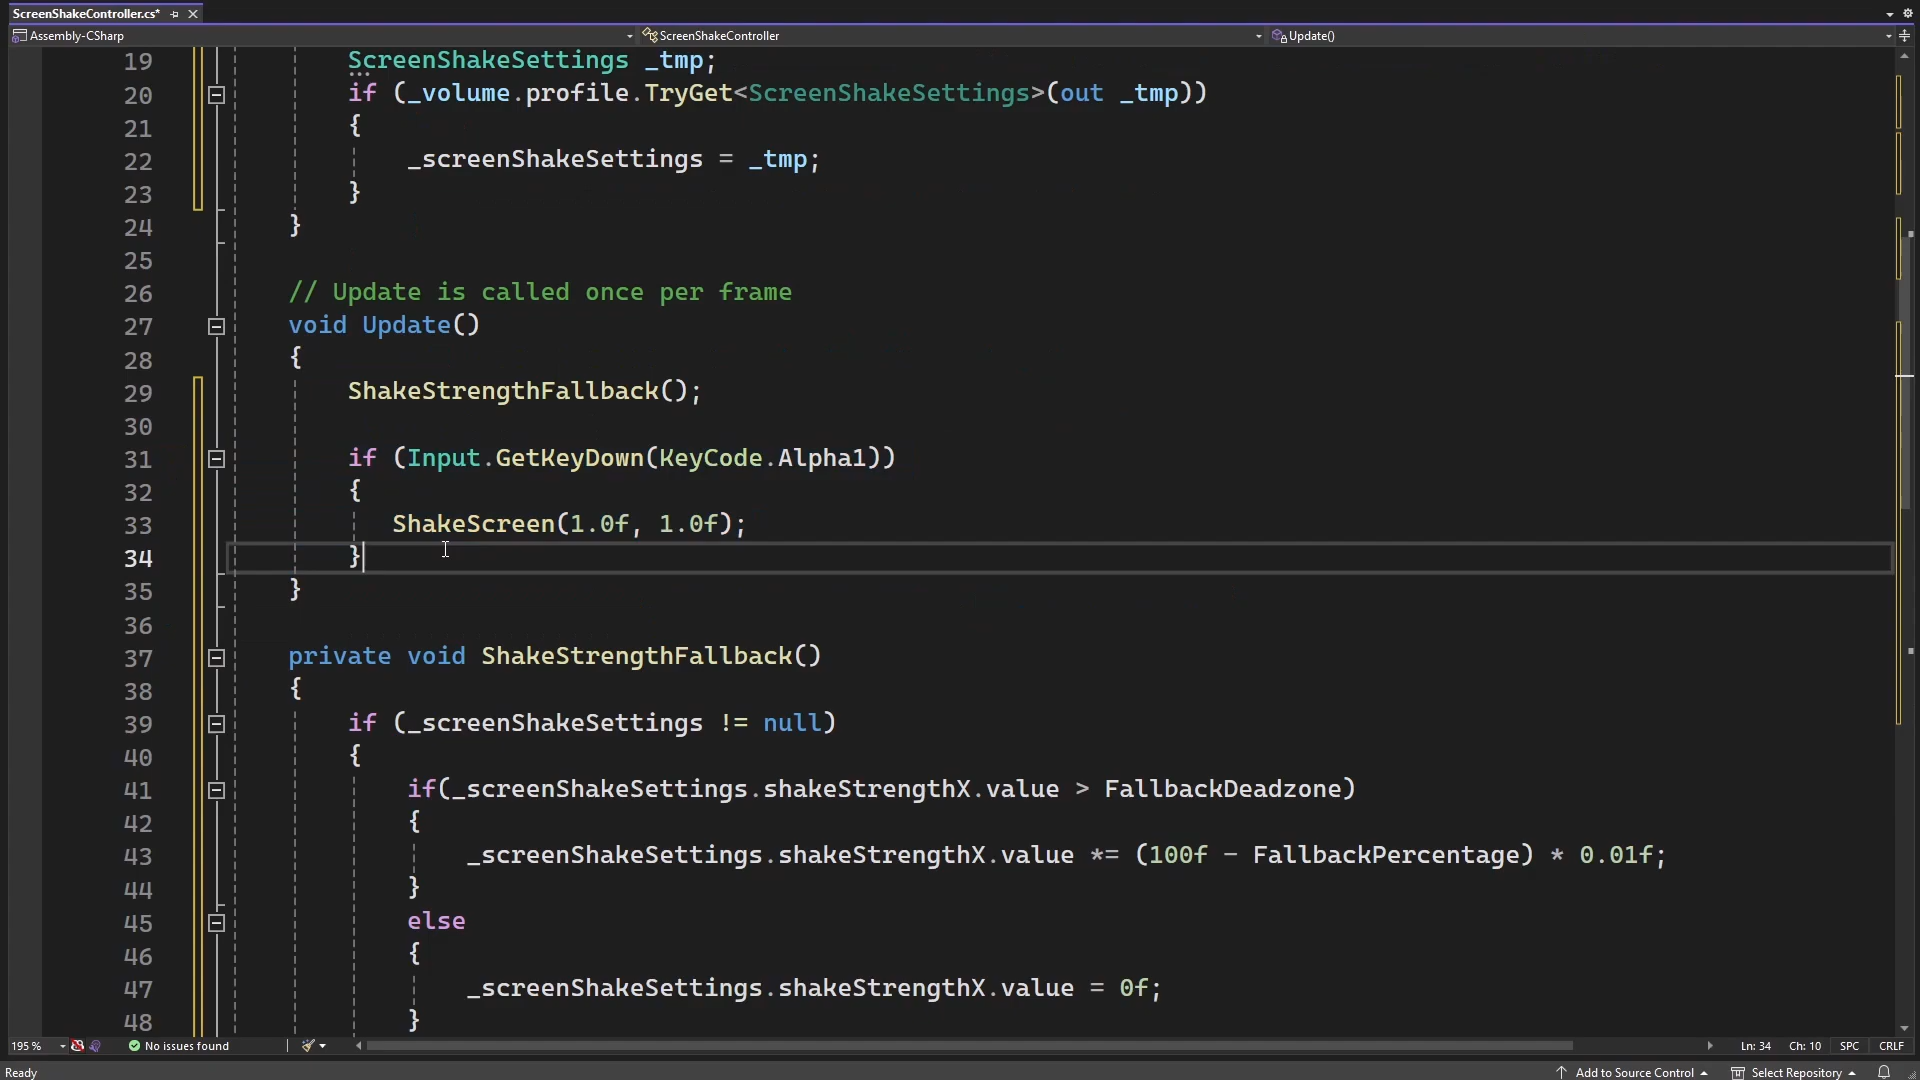 ScreenShakeController.cs*
Assembly-CSharp ScreenShakeController Update()
19 ScreenShakeSettings _tmp;
20 if (_volume.profile.TryGet<ScreenShakeSettings>(out _tmp))
21 {
22 _screenShakeSettings = _tmp;
23 }
24 }
25
26 // Update is called once per frame
27 void Update()
28 {
29 ShakeStrengthFallback();
30
31 if (Input.GetKeyDown(KeyCode.Alpha1))
32 {
33 ShakeScreen(1.0f, 1.0f);
34 }
35 }
36
37 private void ShakeStrengthFallback()
38 {
39 if (_screenShakeSettings != null)
40 {
41 if(_screenShakeSettings.shakeStrengthX.value > FallbackDeadzone)
42 {
43 _screenShakeSettings.shakeStrengthX.value *= (100f - FallbackPercentage) * 0.01f;
44 }
45 else
46 {
47 _screenShakeSettings.shakeStrengthX.value = 0f;
48 }
195 % No issues found Ln: 34 Ch: 10 SPC CRLF
Ready Add to Source Control Select Repository